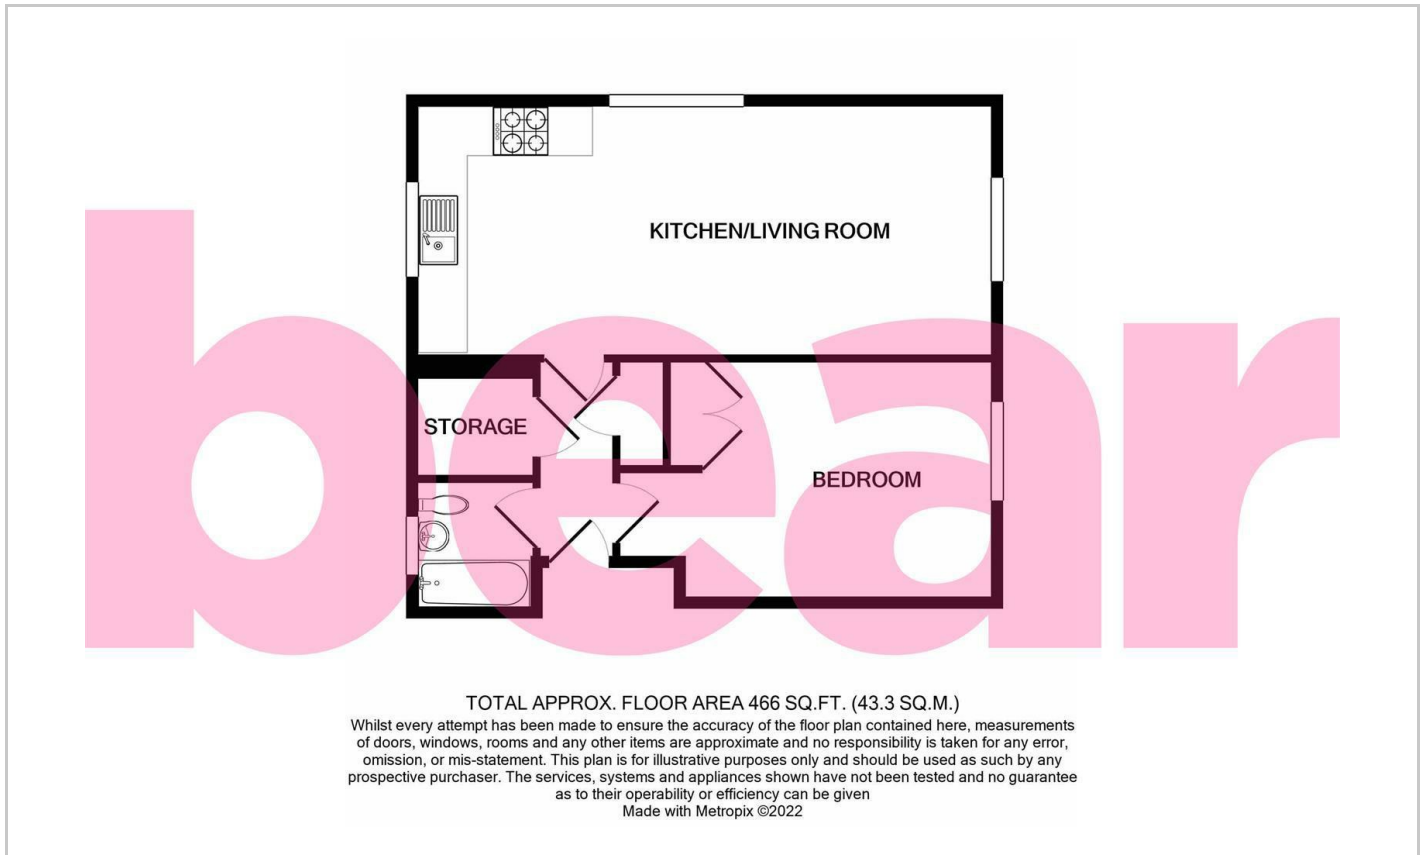 KITCHEN/LIVING ROOM
STORAGE
BEDROOM
bear
TOTAL APPROX. FLOOR AREA 466 SQ.FT. (43.3 SQ.M.)
Whilst every attempt has been made to ensure the accuracy of the floor plan contained here, measurements
of doors, windows, rooms and any other items are approximate and no responsibility is taken for any error,
omission, or mis-statement. This plan is for illustrative purposes only and should be used as such by any
prospective purchaser. The services, systems and appliances shown have not been tested and no guarantee
as to their operability or efficiency can be given
Made with Metropix ©2022